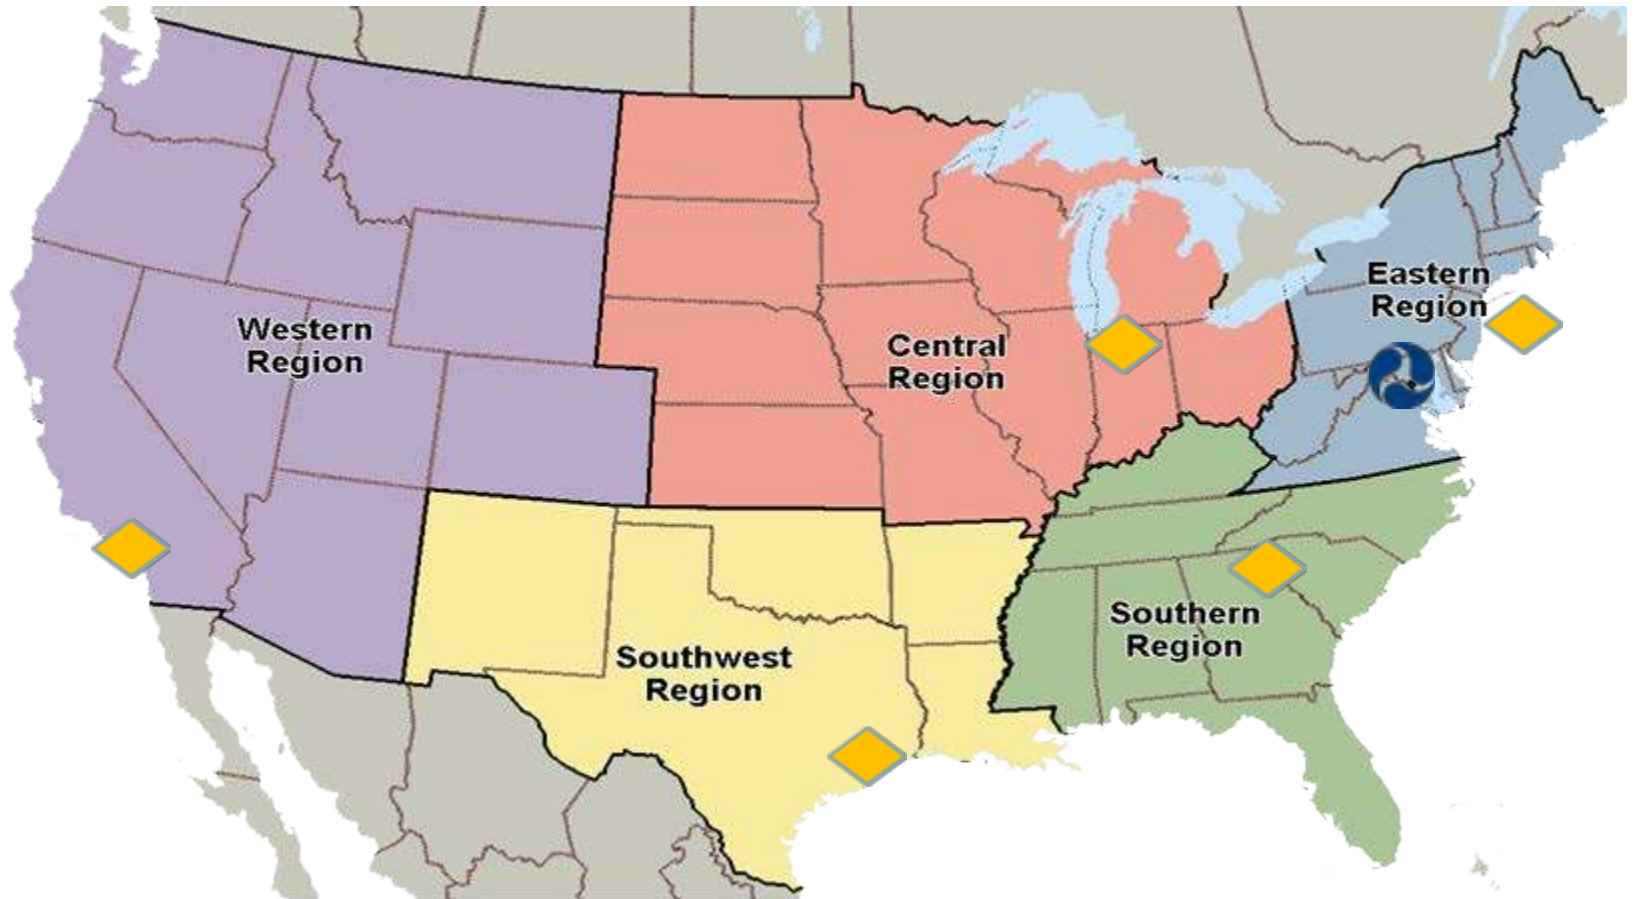 Western
Region
Central
Region
Eastern
Region
Southwest
Region
Southern
Region